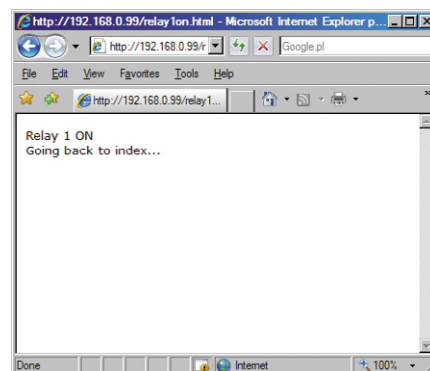 http://192.168.0.99/relay1on.html - Microsoft Internet Explorer p...
http://192.168.0.99/r
Google.pl
File Edit View Favorites Tools Help
http://192.168.0.99/relay1...
»
Relay 1 ON
Going back to index...
Done
Internet
100%